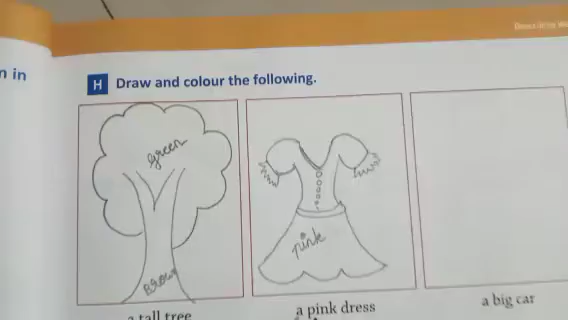 n in
H Draw and colour the following.
green
Brown
Pink
a tall tree
a pink dress
a big car